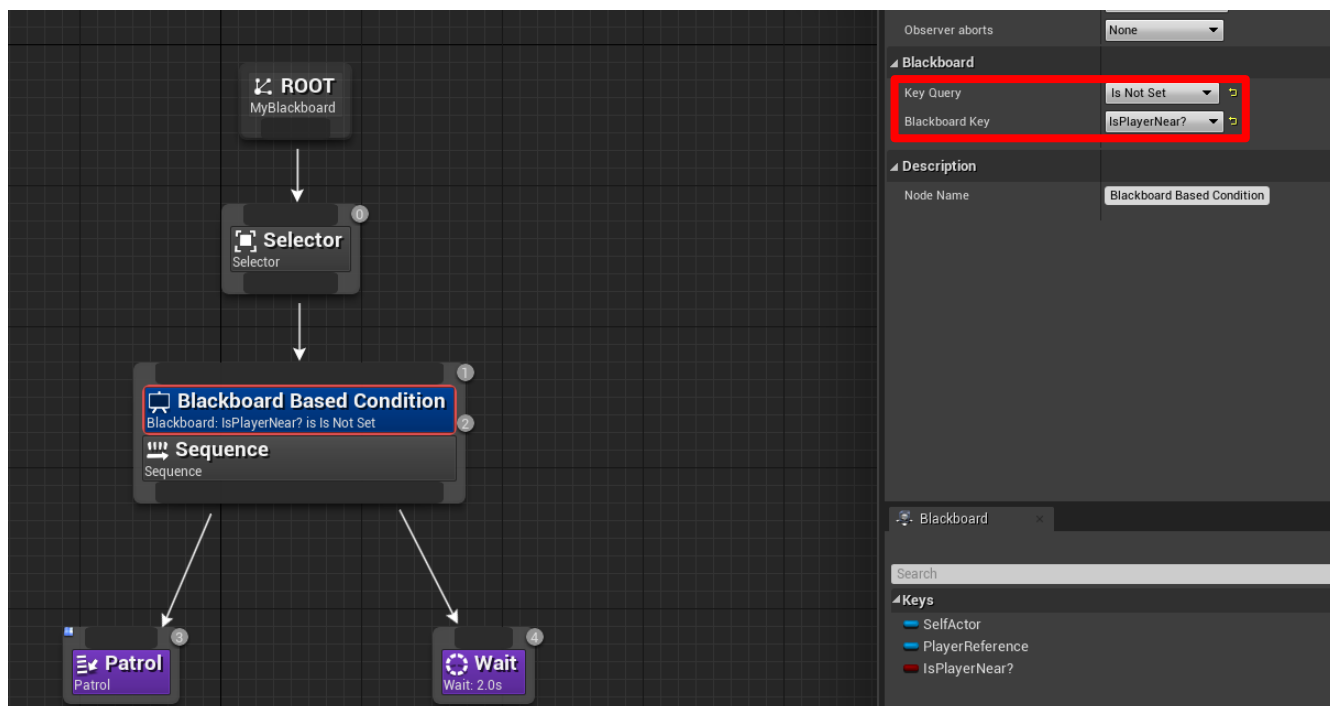 ROOT
MyBlackboard
0
Selector
Selector
1
Blackboard Based Condition
Blackboard: IsPlayerNear? is Is Not Set
2
Sequence
Sequence
3
Patrol
Patrol
4
Wait
Wait: 2.0s
Observer aborts None
Blackboard
Key Query Is Not Set
Blackboard Key IsPlayerNear?
Description
Node Name Blackboard Based Condition
Blackboard
Search
Keys
SelfActor
PlayerReference
IsPlayerNear?